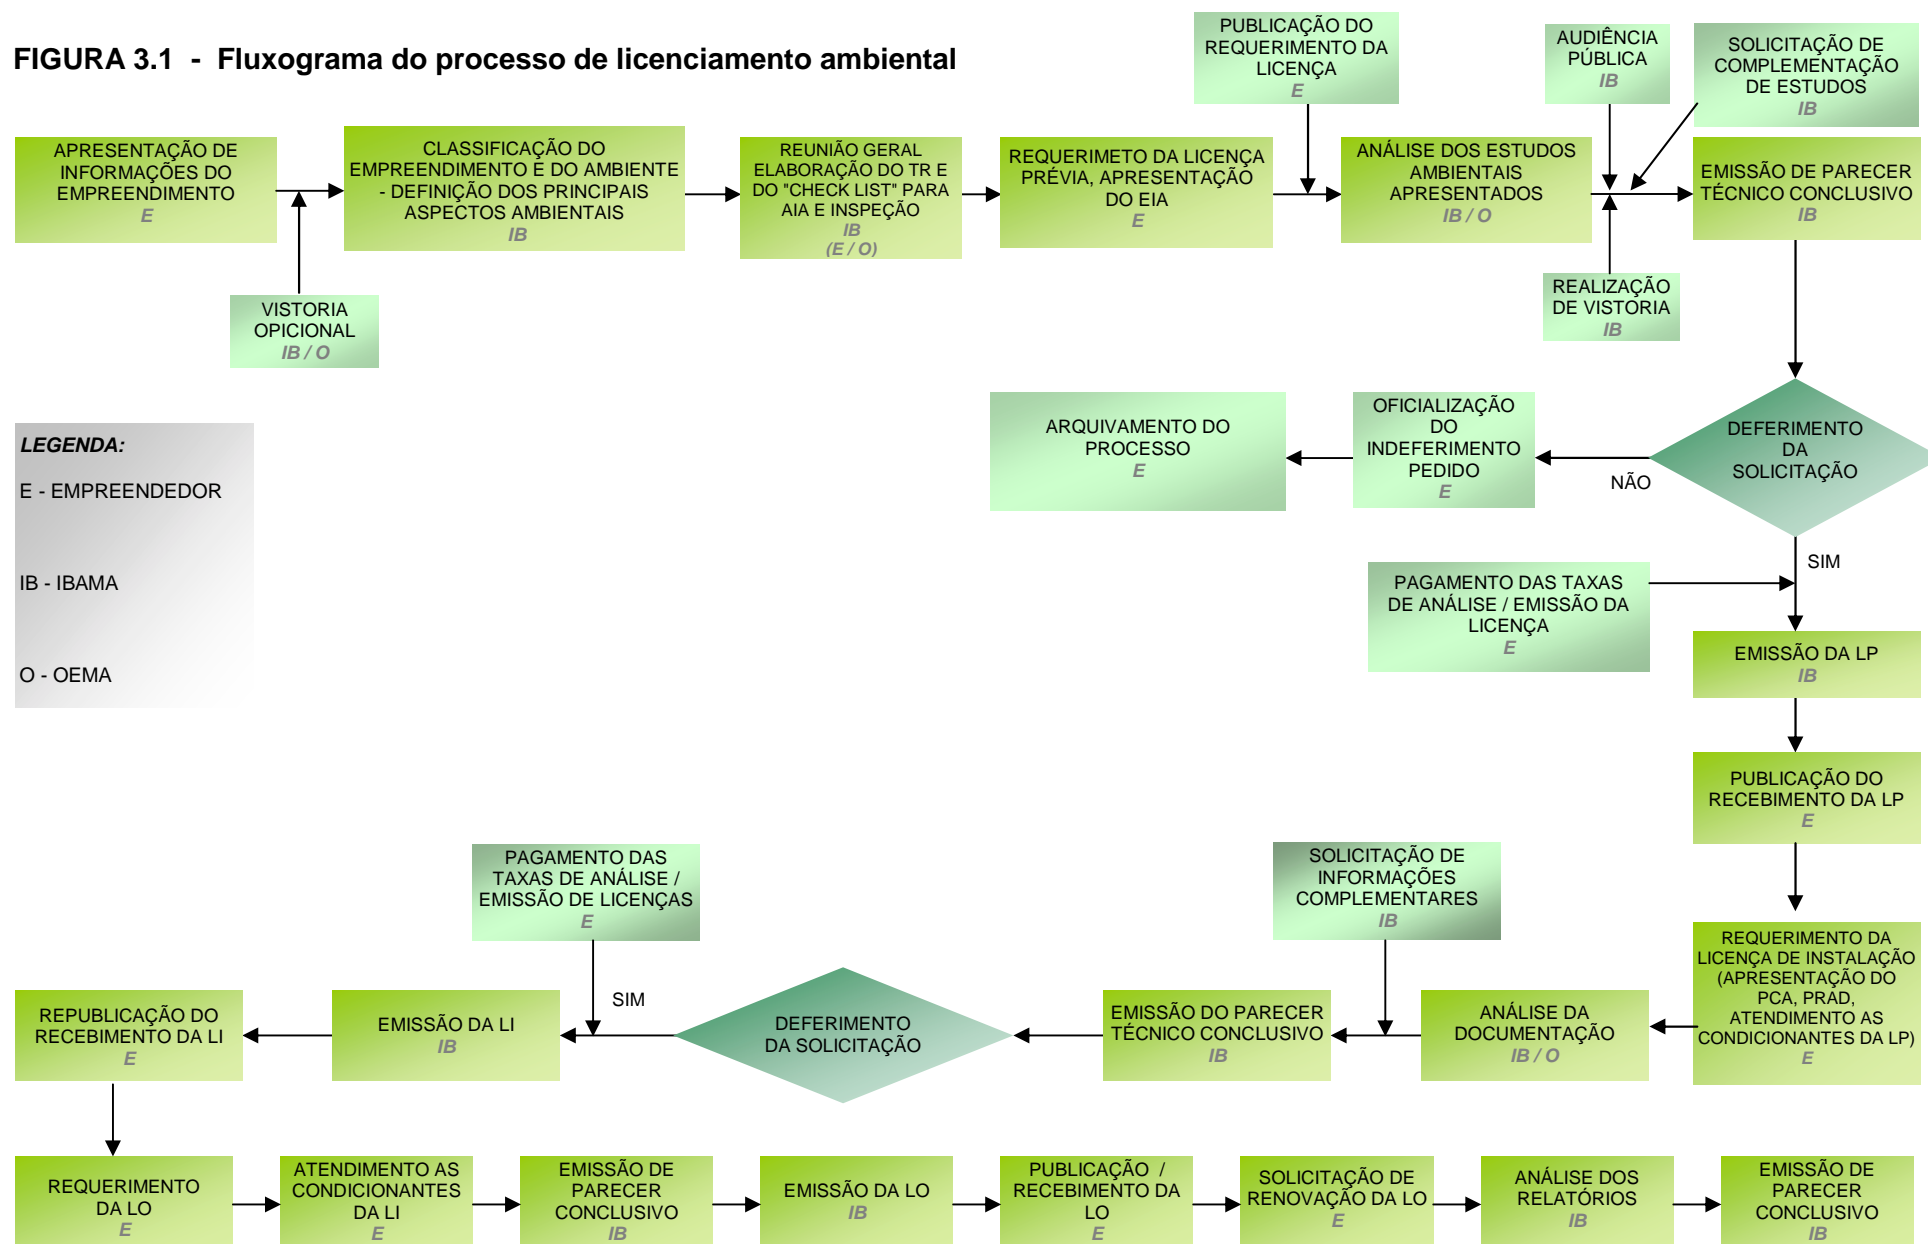 FIGURA 3.1 - Fluxograma do processo de licenciamento ambiental
PUBLICAÇÃO DO
REQUERIMENTO DA
LICENÇA
E
AUDIÊNCIA
PÚBLICA
IB
SOLICITAÇÃO DE
COMPLEMENTAÇÃO
DE ESTUDOS
IB
APRESENTAÇÃO DE
INFORMAÇÕES DO
EMPREENDIMENTO
E
CLASSIFICAÇÃO DO
EMPREENDIMENTO E DO AMBIENTE
- DEFINIÇÃO DOS PRINCIPAIS
ASPECTOS AMBIENTAIS
IB
REUNIÃO GERAL
ELABORAÇÃO DO TR E
DO "CHECK LIST" PARA
AIA E INSPEÇÃO
IB
(E / O)
REQUERIMETO DA LICENÇA
PRÉVIA, APRESENTAÇÃO
DO EIA
E
ANÁLISE DOS ESTUDOS
AMBIENTAIS
APRESENTADOS
IB / O
EMISSÃO DE PARECER
TÉCNICO CONCLUSIVO
IB
VISTORIA
OPICIONAL
IB / O
REALIZAÇÃO
DE VISTORIA
IB
LEGENDA:
E - EMPREENDEDOR
IB - IBAMA
O - OEMA
ARQUIVAMENTO DO
PROCESSO
E
OFICIALIZAÇÃO
DO
INDEFERIMENTO
PEDIDO
E
NÃO
DEFERIMENTO
DA
SOLICITAÇÃO
SIM
PAGAMENTO DAS TAXAS
DE ANÁLISE / EMISSÃO DA
LICENÇA
E
EMISSÃO DA LP
IB
PUBLICAÇÃO DO
RECEBIMENTO DA LP
E
PAGAMENTO DAS
TAXAS DE ANÁLISE /
EMISSÃO DE LICENÇAS
E
SOLICITAÇÃO DE
INFORMAÇÕES
COMPLEMENTARES
IB
REQUERIMENTO DA
LICENÇA DE INSTALAÇÃO
(APRESENTAÇÃO DO
PCA, PRAD,
ATENDIMENTO AS
CONDICIONANTES DA LP)
E
REPUBLICAÇÃO DO
RECEBIMENTO DA LI
E
EMISSÃO DA LI
IB
SIM
DEFERIMENTO
DA SOLICITAÇÃO
EMISSÃO DO PARECER
TÉCNICO CONCLUSIVO
IB
ANÁLISE DA
DOCUMENTAÇÃO
IB / O
REQUERIMENTO
DA LO
E
ATENDIMENTO AS
CONDICIONANTES
DA LI
E
EMISSÃO DE
PARECER
CONCLUSIVO
IB
EMISSÃO DA LO
IB
PUBLICAÇÃO /
RECEBIMENTO DA
LO
E
SOLICITAÇÃO DE
RENOVAÇÃO DA LO
E
ANÁLISE DOS
RELATÓRIOS
IB
EMISSÃO DE
PARECER
CONCLUSIVO
IB